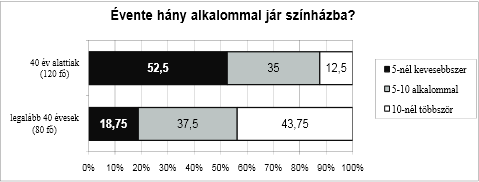 Évente hány alkalommal jár színházba?
40 év alattiak
(120 fő)
52,5
35
12,5
legalább 40 évesek
(80 fő)
18,75
37,5
43,75
0% 10% 20% 30% 40% 50% 60% 70% 80% 90% 100%
5-nél kevesebbszer
5-10 alkalommal
10-nél többször